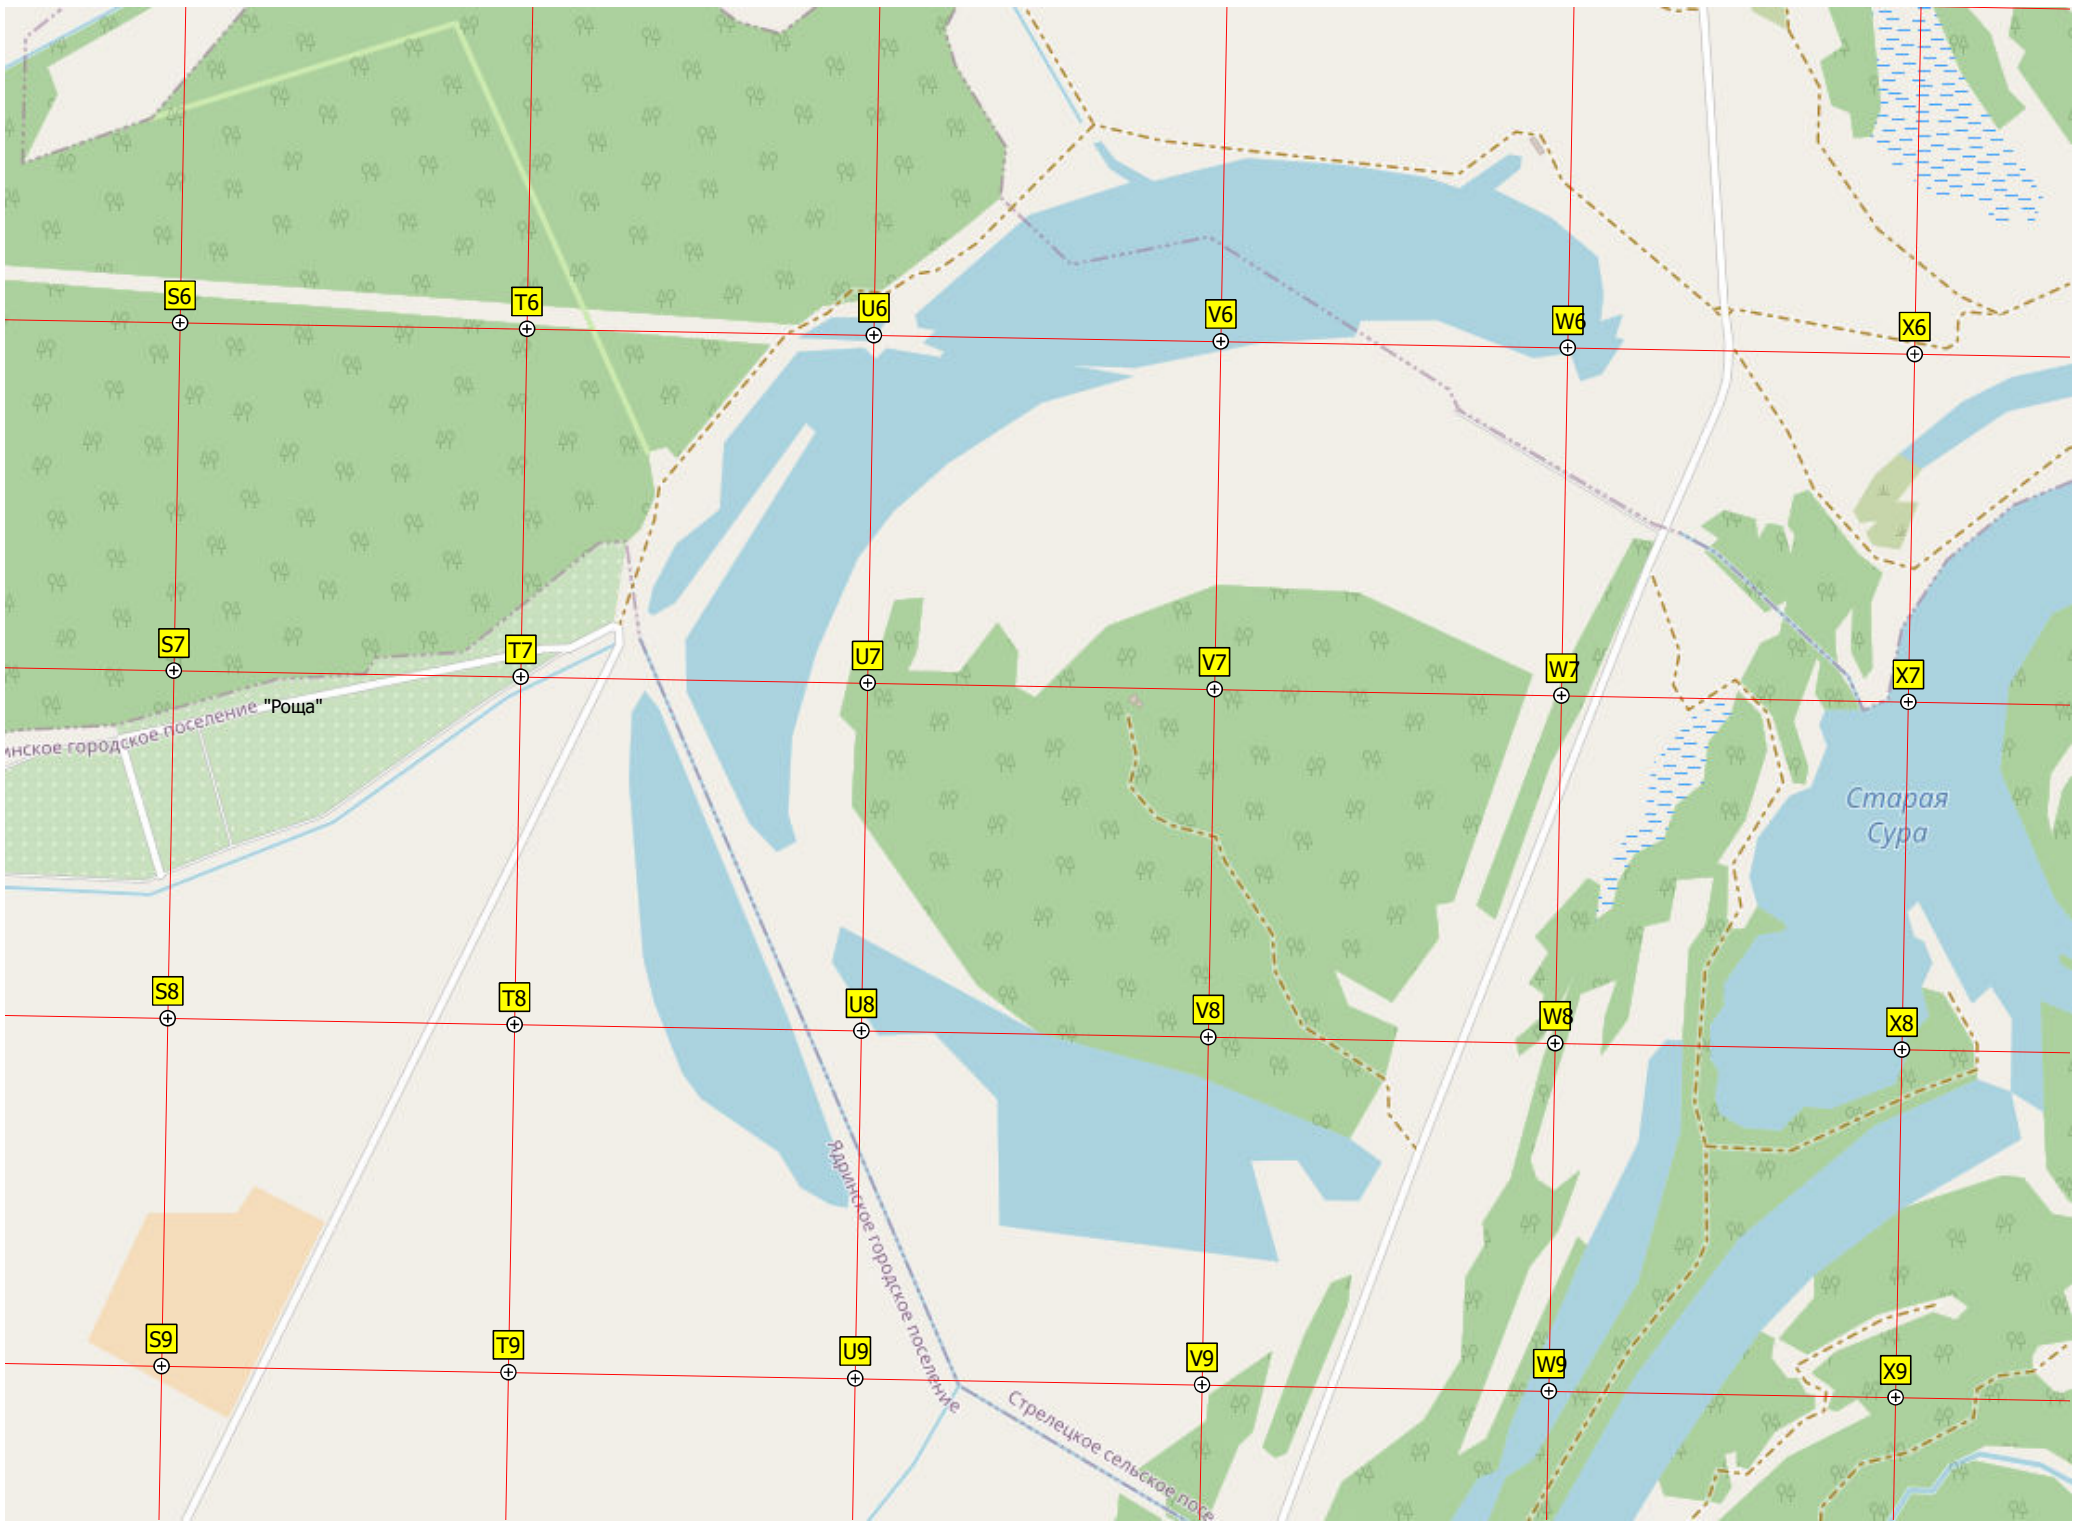 S6
T6
U6
V6
W6
X6
S7
T7
U7
V7
W7
X7
инское городское поселение
"Роща"
Старая
Сура
S8
T8
U8
V8
W8
X8
Ядринское городское поселение
S9
T9
U9
V9
W9
X9
Стрелецкое сельское посе